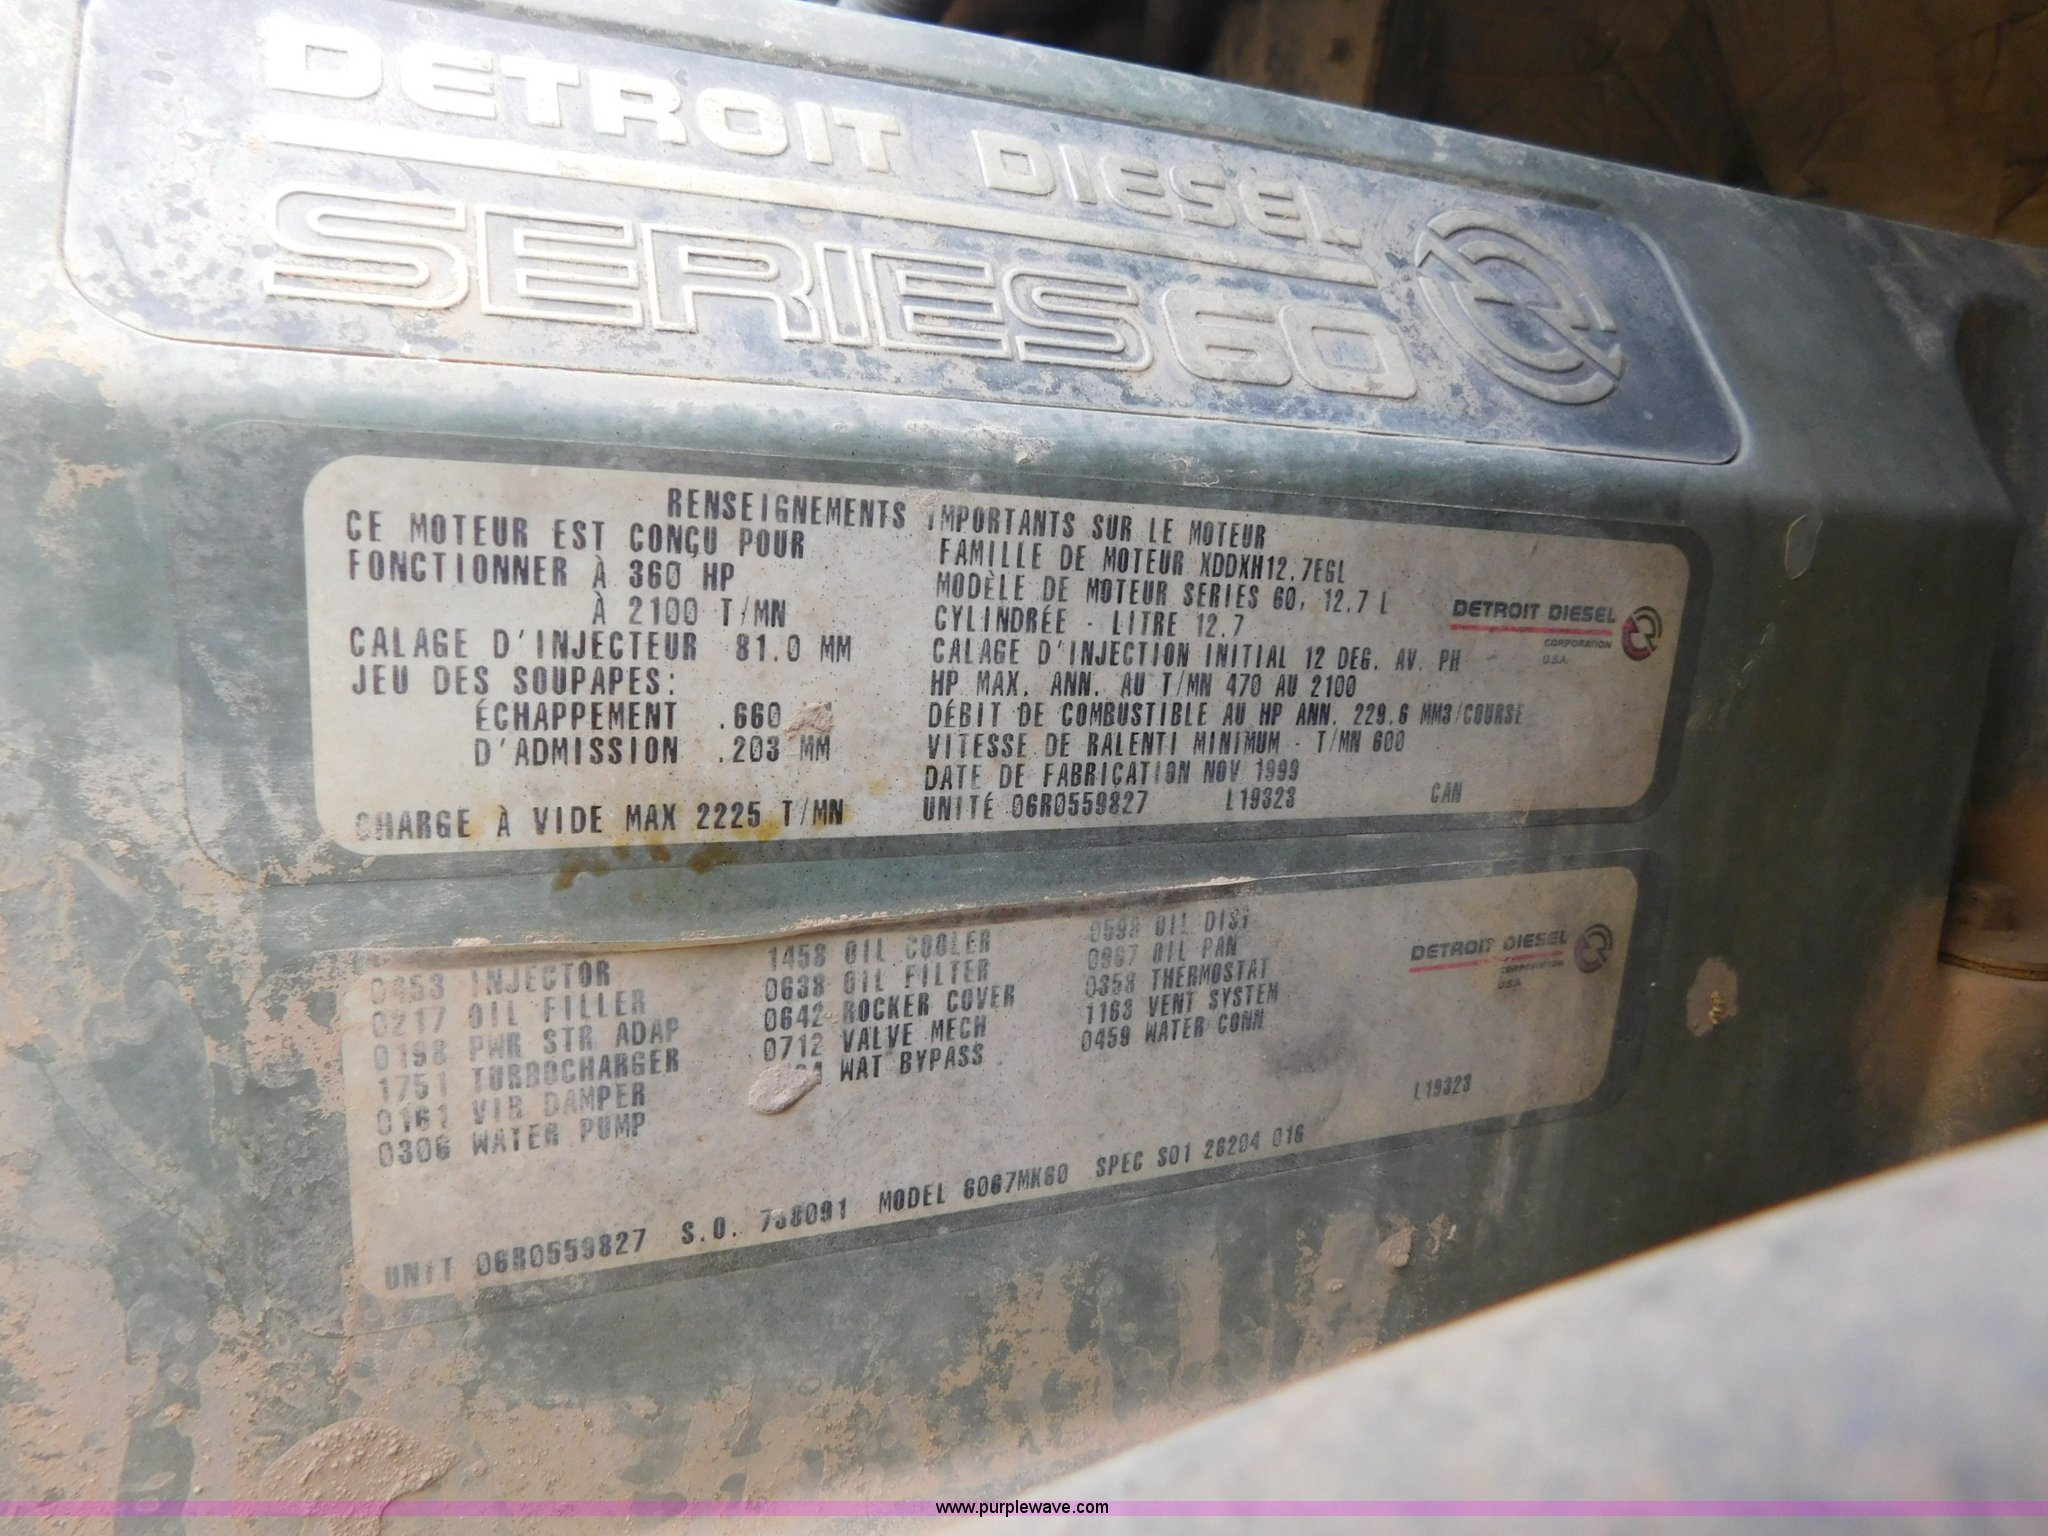 DETROIT DIESEL
SERIES 60
RENSEIGNEMENTS IMPORTANTS SUR LE MOTEUR
CE MOTEUR EST CONÇU POUR
FONCTIONNER À 360 HP
À 2100 T/MN
CALAGE D'INJECTEUR 81.0 MM
JEU DES SOUPAPES:
ÉCHAPPEMENT .660
D'ADMISSION .203 MM
CHARGE À VIDE MAX 2225 T/MN
FAMILLE DE MOTEUR XDDXH12.7EGL
MODÈLE DE MOTEUR SERIES 60, 12.7 L
CYLINDRÉE - LITRE 12.7
CALAGE D'INJECTION INITIAL 12 DEG. AV. PH
HP MAX. ANN. AU T/MN 470 AU 2100
DÉBIT DE COMBUSTIBLE AU HP ANN. 229.6 MM3/COURSE
VITESSE DE RALENTI MINIMUM - T/MN 600
DATE DE FABRICATION NOV 1999
UNITÉ 06R0559827 L19323 CAN
DETROIT DIESEL
CORPORATION
USA
0453 INJECTOR
0217 OIL FILLER
0198 PWR STR ADAP
1751 TURBOCHARGER
0161 VIB DAMPER
0306 WATER PUMP
1458 OIL COOLER
0638 OIL FILTER
0642 ROCKER COVER
0712 VALVE MECH
WAT BYPASS
0598 OIL DIST
0967 OIL PAN
0358 THERMOSTAT
1163 VENT SYSTEM
0459 WATER CONN
DETROIT DIESEL
CORPORATION
USA
L19323
UNIT 06R0559827 S.O. 738091 MODEL 6067MK60 SPEC S01 26204 016
www.purplewave.com